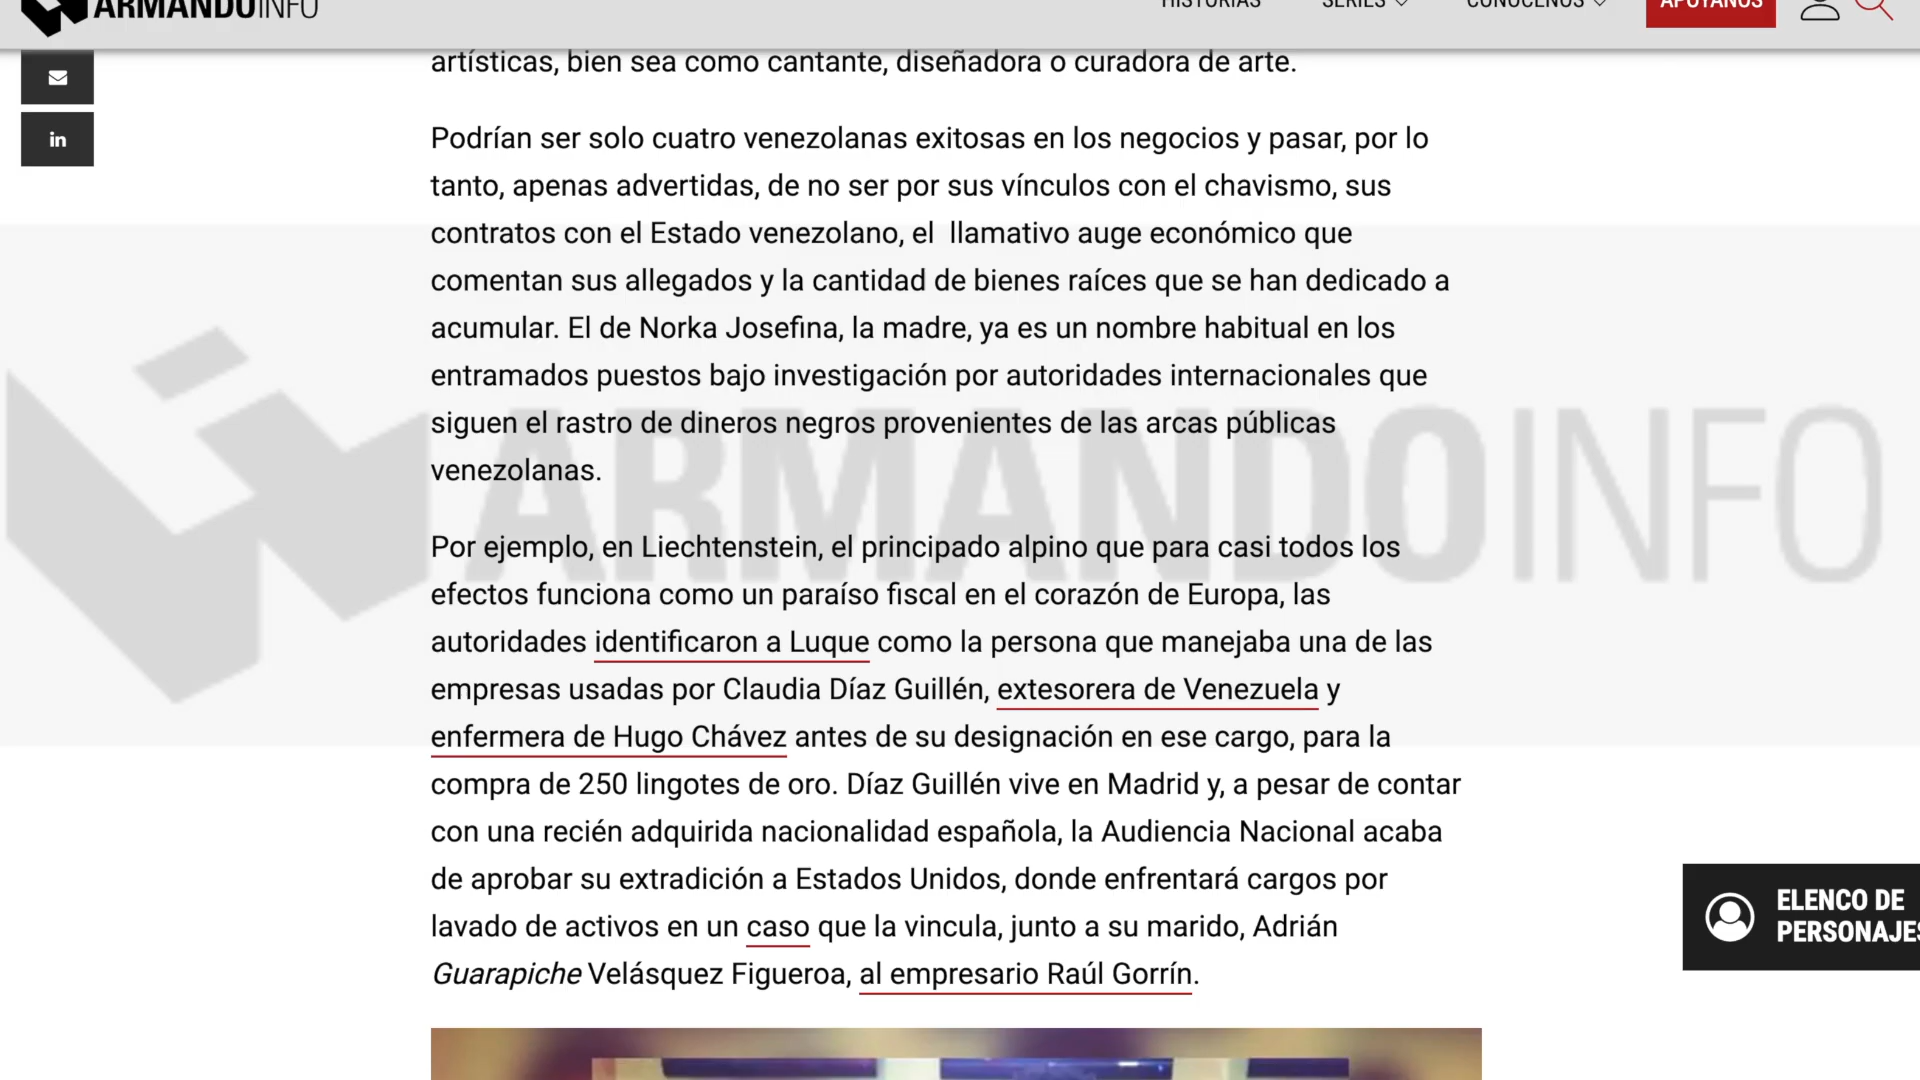 ARMANDOINFO
HISTORIAS SERIES CONÓCENOS APÓYANOS
in
artísticas, bien sea como cantante, diseñadora o curadora de arte.
Podrían ser solo cuatro venezolanas exitosas en los negocios y pasar, por lo
tanto, apenas advertidas, de no ser por sus vínculos con el chavismo, sus
contratos con el Estado venezolano, el llamativo auge económico que
comentan sus allegados y la cantidad de bienes raíces que se han dedicado a
acumular. El de Norka Josefina, la madre, ya es un nombre habitual en los
entramados puestos bajo investigación por autoridades internacionales que
siguen el rastro de dineros negros provenientes de las arcas públicas
venezolanas.
ARMANDOINFO
Por ejemplo, en Liechtenstein, el principado alpino que para casi todos los
efectos funciona como un paraíso fiscal en el corazón de Europa, las
autoridades identificaron a Luque como la persona que manejaba una de las
empresas usadas por Claudia Díaz Guillén, extesorera de Venezuela y
enfermera de Hugo Chávez antes de su designación en ese cargo, para la
compra de 250 lingotes de oro. Díaz Guillén vive en Madrid y, a pesar de contar
con una recién adquirida nacionalidad española, la Audiencia Nacional acaba
de aprobar su extradición a Estados Unidos, donde enfrentará cargos por
lavado de activos en un caso que la vincula, junto a su marido, Adrián
Guarapiche Velásquez Figueroa, al empresario Raúl Gorrín.
ELENCO DE
PERSONAJES